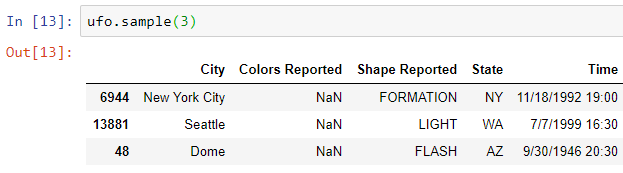 In [13]: ufo.sample(3)
Out[13]:
City Colors Reported Shape Reported State Time
6944 New York City NaN FORMATION NY 11/18/1992 19:00
13881 Seattle NaN LIGHT WA 7/7/1999 16:30
48 Dome NaN FLASH AZ 9/30/1946 20:30